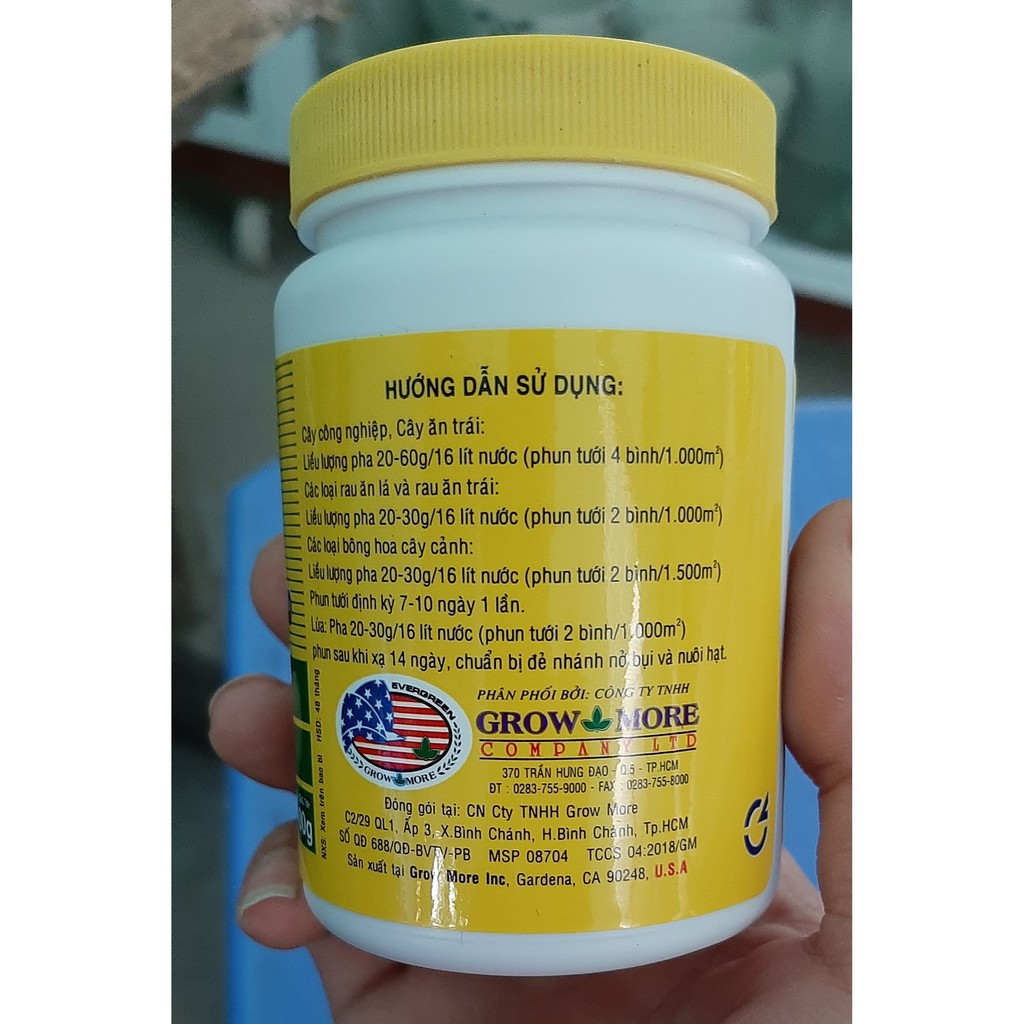 HƯỚNG DẪN SỬ DỤNG:
Cây công nghiệp, Cây ăn trái:
Liều lượng pha 20-60g/16 lít nước (phun tưới 4 bình/1.000m²)
Các loại rau ăn lá và rau ăn trái:
Liều lượng pha 20-30g/16 lít nước (phun tưới 2 bình/1.000m²)
Các loại bông hoa cây cảnh:
Liều lượng pha 20-30g/16 lít nước (phun tưới 2 bình/1.500m²)
Phun tưới định kỳ 7-10 ngày 1 lần.
Lúa: Pha 20-30g/16 lít nước (phun tưới 2 bình/1.000m²)
phun sau khi xạ 14 ngày, chuẩn bị đẻ nhánh nở bụi và nuôi hạt.
EVERGREEN
GROW MORE
PHÂN PHỐI BỞI: CÔNG TY TNHH
GROW MORE
COMPANY LTD
370 TRẦN HƯNG ĐẠO - Q.5 - TP.HCM
ĐT : 0283-755-9000 - FAX : 0283-755-8000
Đóng gói tại: CN Cty TNHH Grow More
C2/29 QL1, Ấp 3, X.Bình Chánh, H.Bình Chánh, Tp.HCM
SỐ QĐ 688/QĐ-BVTV-PB MSP 08704 TCCS 04:2018/GM
Sản xuất tại Grow More Inc, Gardena, CA 90248, U.S.A
NXS: Xem trên bao bì HSD: 48 tháng